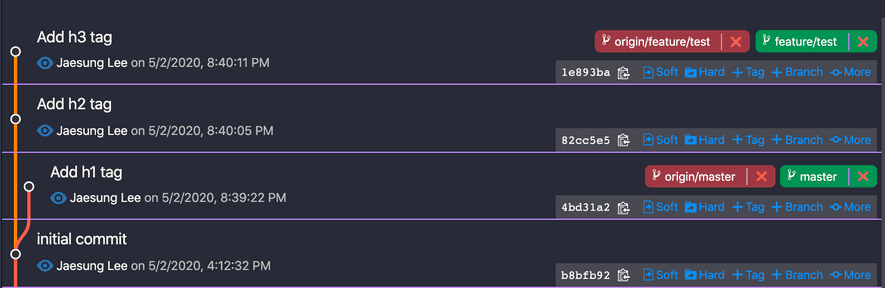 Add h3 tag
origin/feature/test feature/test
Jaesung Lee on 5/2/2020, 8:40:11 PM
1e893ba Soft Hard Tag Branch More
Add h2 tag
Jaesung Lee on 5/2/2020, 8:40:05 PM
82cc5e5 Soft Hard Tag Branch More
Add h1 tag
origin/master master
Jaesung Lee on 5/2/2020, 8:39:22 PM
4bd31a2 Soft Hard Tag Branch More
initial commit
Jaesung Lee on 5/2/2020, 4:12:32 PM
b8bfb92 Soft Hard Tag Branch More